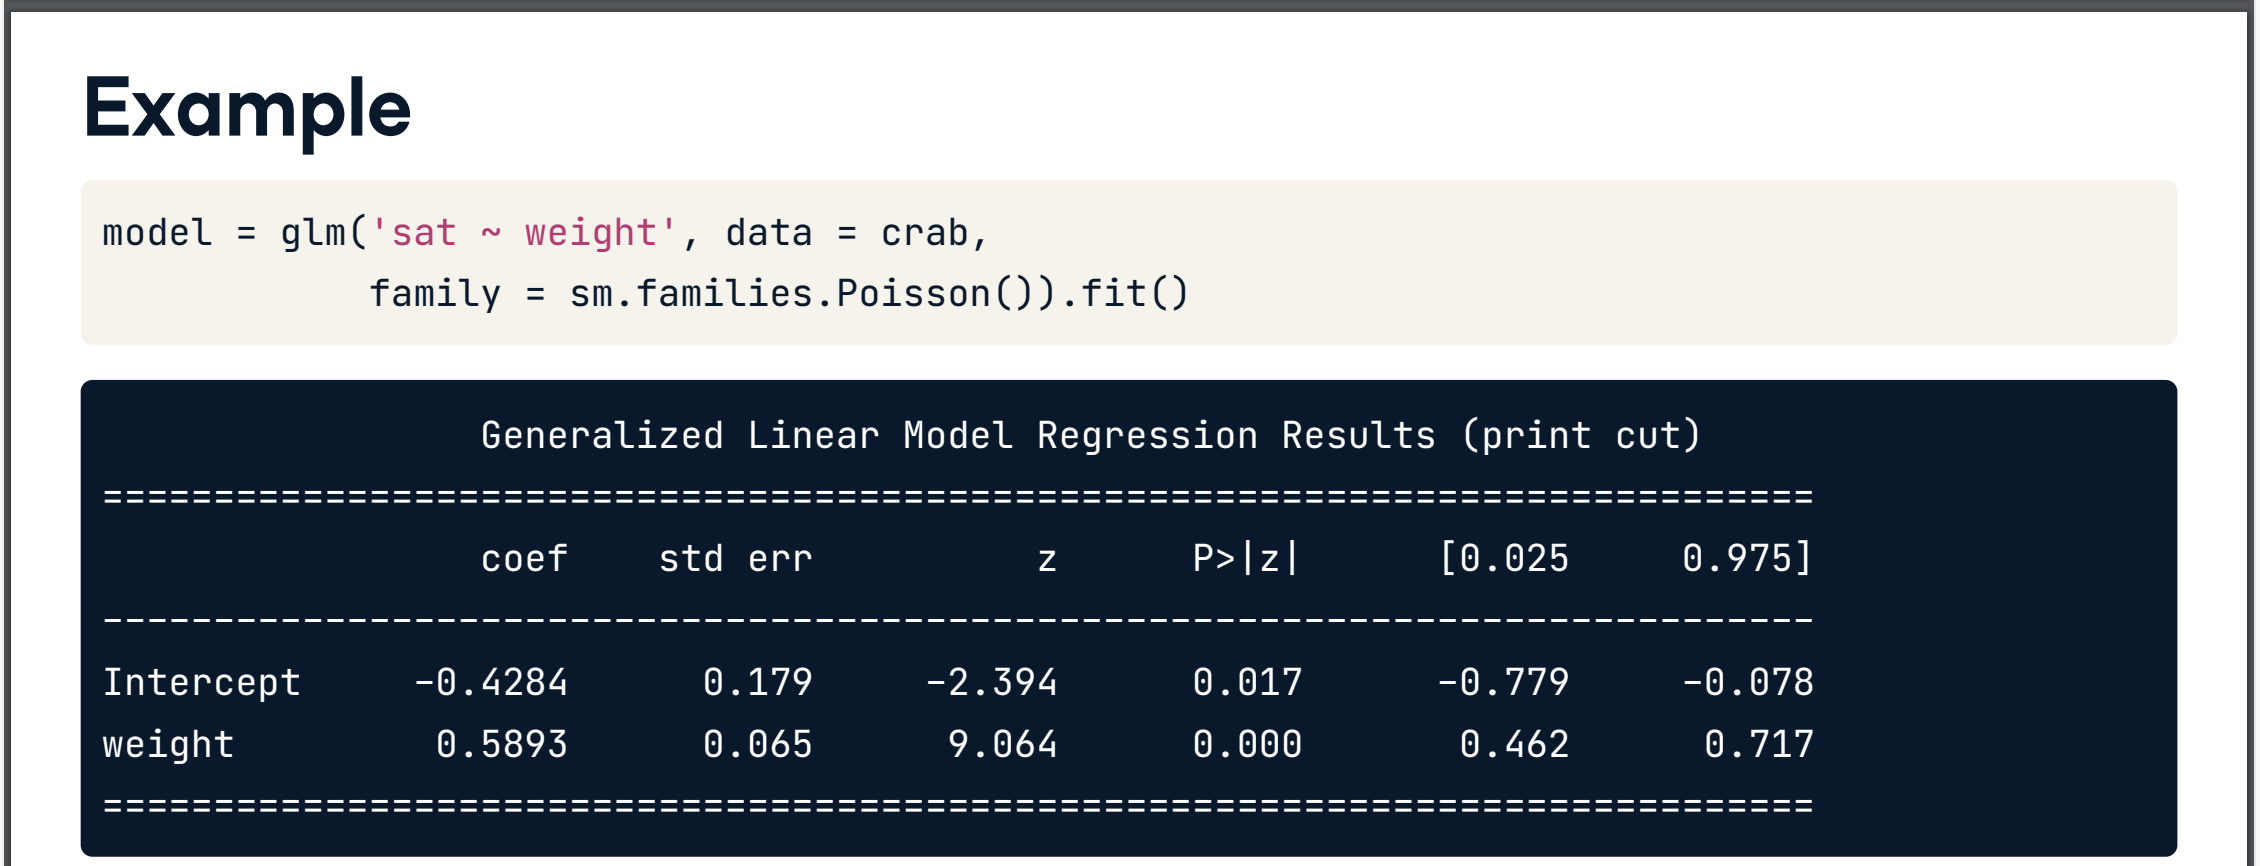 Example
model = glm('sat ~ weight', data = crab,
            family = sm.families.Poisson()).fit()
                 Generalized Linear Model Regression Results (print cut)
=============================================================================
                 coef    std err          z      P>|z|      [0.025     0.975]
-----------------------------------------------------------------------------
Intercept     -0.4284      0.179     -2.394      0.017      -0.779     -0.078
weight         0.5893      0.065      9.064      0.000       0.462      0.717
=============================================================================